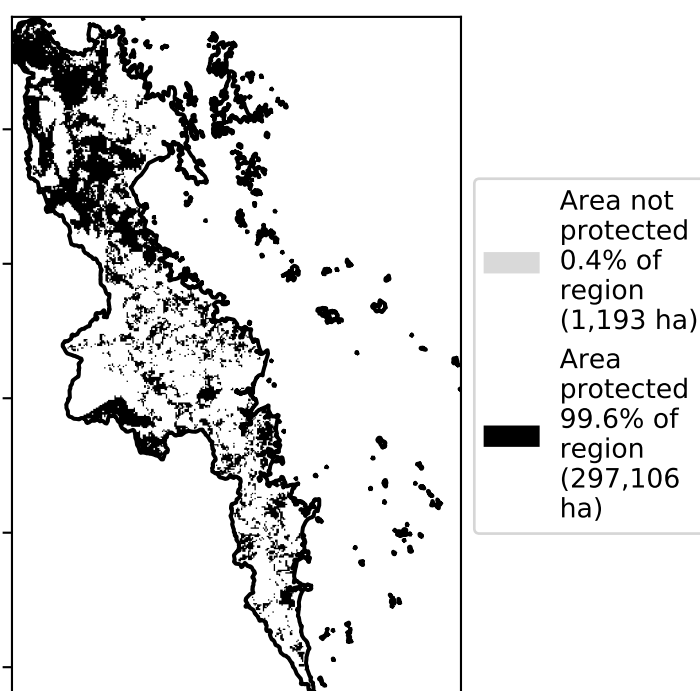 Area not
protected
0.4% of
region
(1,193 ha)
Area
protected
99.6% of
region
(297,106
ha)